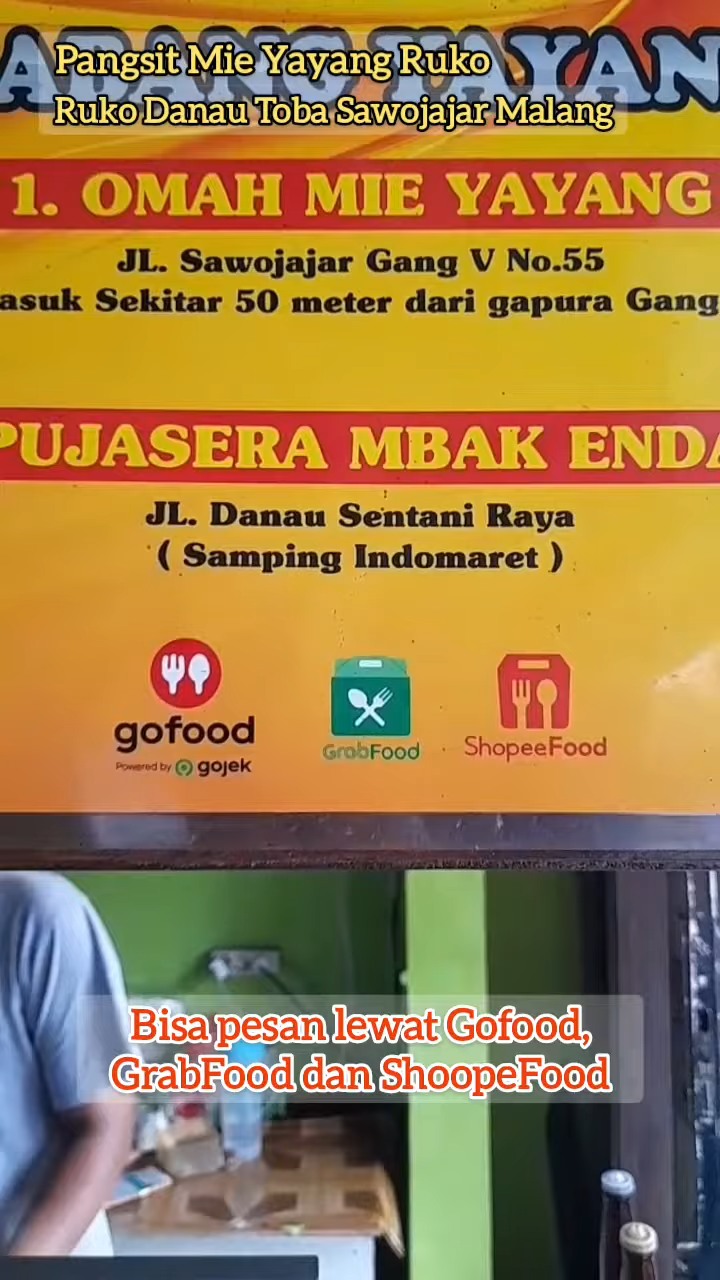 Pangsit Mie Yayang Ruko
Ruko Danau Toba Sawojajar Malang
1. OMAH MIE YAYANG
JL. Sawojajar Gang V No.55
asuk Sekitar 50 meter dari gapura Gang
PUJASERA MBAK ENDA
JL. Danau Sentani Raya
( Samping Indomaret )
gofood
Powered by gojek
GrabFood
ShopeeFood
Bisa pesan lewat Gofood,
GrabFood dan ShoopeFood